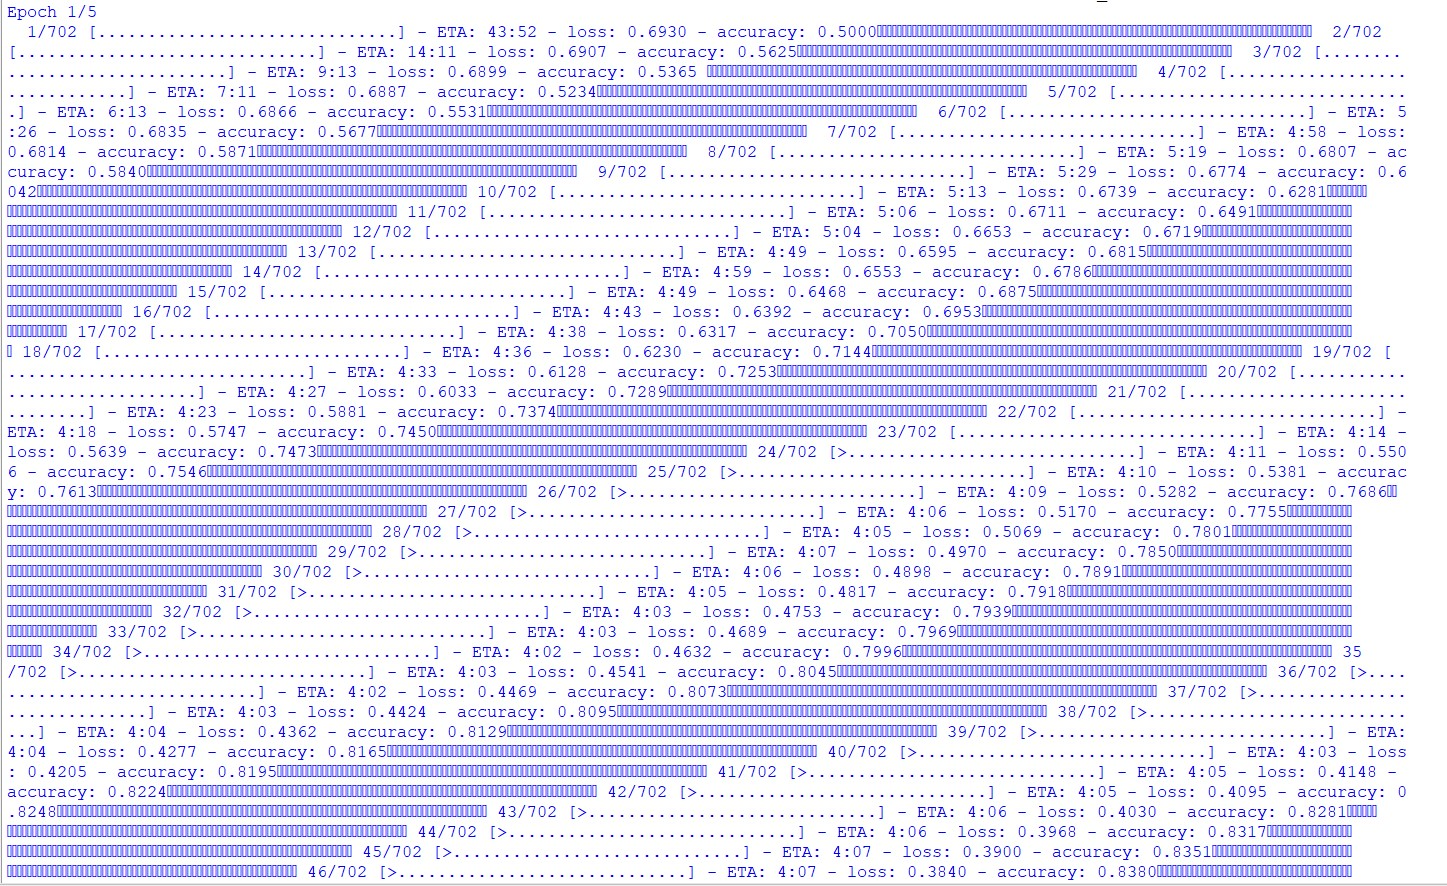 Epoch 1/5
1/702 [..............................] - ETA: 43:52 - loss: 0.6930 - accuracy: 0.5000 2/702
[..............................] - ETA: 14:11 - loss: 0.6907 - accuracy: 0.5625 3/702 [........
......................] - ETA: 9:13 - loss: 0.6899 - accuracy: 0.5365 4/702 [..................
............] - ETA: 7:11 - loss: 0.6887 - accuracy: 0.5234 5/702 [.............................
.] - ETA: 6:13 - loss: 0.6866 - accuracy: 0.5531 6/702 [..............................] - ETA: 5
:26 - loss: 0.6835 - accuracy: 0.5677 7/702 [..............................] - ETA: 4:58 - loss:
0.6814 - accuracy: 0.5871 8/702 [..............................] - ETA: 5:19 - loss: 0.6807 - ac
curacy: 0.5840 9/702 [..............................] - ETA: 5:29 - loss: 0.6774 - accuracy: 0.6
042 10/702 [..............................] - ETA: 5:13 - loss: 0.6739 - accuracy: 0.6281
11/702 [..............................] - ETA: 5:06 - loss: 0.6711 - accuracy: 0.6491
12/702 [..............................] - ETA: 5:04 - loss: 0.6653 - accuracy: 0.6719
13/702 [..............................] - ETA: 4:49 - loss: 0.6595 - accuracy: 0.6815
14/702 [..............................] - ETA: 4:59 - loss: 0.6553 - accuracy: 0.6786
15/702 [..............................] - ETA: 4:49 - loss: 0.6468 - accuracy: 0.6875
16/702 [..............................] - ETA: 4:43 - loss: 0.6392 - accuracy: 0.6953
17/702 [..............................] - ETA: 4:38 - loss: 0.6317 - accuracy: 0.7050
18/702 [..............................] - ETA: 4:36 - loss: 0.6230 - accuracy: 0.7144 19/702 [
..............................] - ETA: 4:33 - loss: 0.6128 - accuracy: 0.7253 20/702 [...........
...................] - ETA: 4:27 - loss: 0.6033 - accuracy: 0.7289 21/702 [......................
........] - ETA: 4:23 - loss: 0.5881 - accuracy: 0.7374 22/702 [..............................] -
ETA: 4:18 - loss: 0.5747 - accuracy: 0.7450 23/702 [..............................] - ETA: 4:14 -
loss: 0.5639 - accuracy: 0.7473 24/702 [>.............................] - ETA: 4:11 - loss: 0.550
6 - accuracy: 0.7546 25/702 [>.............................] - ETA: 4:10 - loss: 0.5381 - accurac
y: 0.7613 26/702 [>.............................] - ETA: 4:09 - loss: 0.5282 - accuracy: 0.7686
27/702 [>.............................] - ETA: 4:06 - loss: 0.5170 - accuracy: 0.7755
28/702 [>.............................] - ETA: 4:05 - loss: 0.5069 - accuracy: 0.7801
29/702 [>.............................] - ETA: 4:07 - loss: 0.4970 - accuracy: 0.7850
30/702 [>.............................] - ETA: 4:06 - loss: 0.4898 - accuracy: 0.7891
31/702 [>.............................] - ETA: 4:05 - loss: 0.4817 - accuracy: 0.7918
32/702 [>.............................] - ETA: 4:03 - loss: 0.4753 - accuracy: 0.7939
33/702 [>.............................] - ETA: 4:03 - loss: 0.4689 - accuracy: 0.7969
34/702 [>.............................] - ETA: 4:02 - loss: 0.4632 - accuracy: 0.7996 35
/702 [>.............................] - ETA: 4:03 - loss: 0.4541 - accuracy: 0.8045 36/702 [>....
.........................] - ETA: 4:02 - loss: 0.4469 - accuracy: 0.8073 37/702 [>...............
..............] - ETA: 4:03 - loss: 0.4424 - accuracy: 0.8095 38/702 [>..........................
...] - ETA: 4:04 - loss: 0.4362 - accuracy: 0.8129 39/702 [>.............................] - ETA:
4:04 - loss: 0.4277 - accuracy: 0.8165 40/702 [>.............................] - ETA: 4:03 - loss
: 0.4205 - accuracy: 0.8195 41/702 [>.............................] - ETA: 4:05 - loss: 0.4148 -
accuracy: 0.8224 42/702 [>.............................] - ETA: 4:05 - loss: 0.4095 - accuracy: 0
.8248 43/702 [>.............................] - ETA: 4:06 - loss: 0.4030 - accuracy: 0.8281
44/702 [>.............................] - ETA: 4:06 - loss: 0.3968 - accuracy: 0.8317
45/702 [>.............................] - ETA: 4:07 - loss: 0.3900 - accuracy: 0.8351
46/702 [>.............................] - ETA: 4:07 - loss: 0.3840 - accuracy: 0.8380